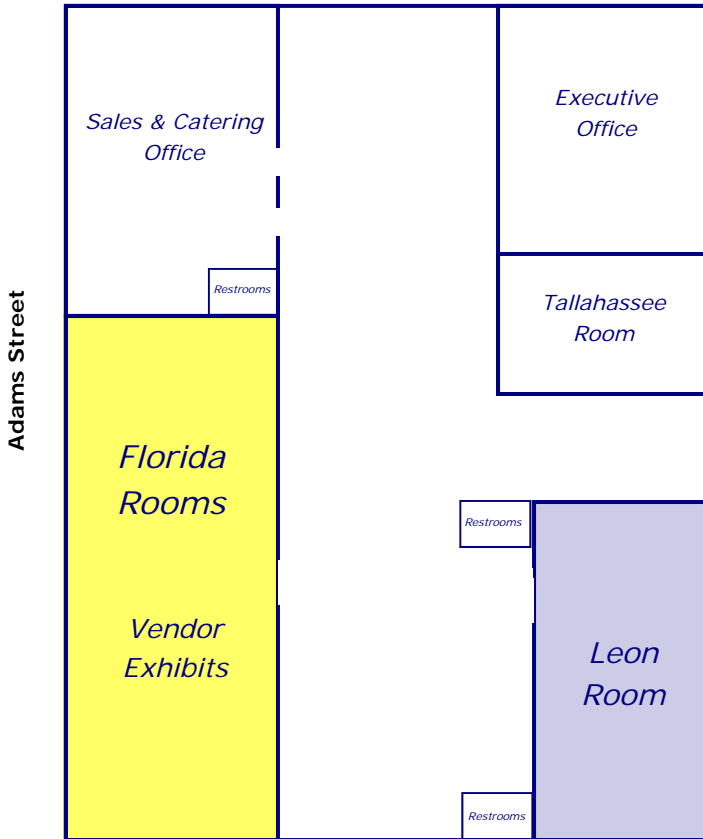 Sales & Catering
Office
Executive
Office
Restrooms
Tallahassee
Room
Adams Street
Florida
Rooms
Vendor
Exhibits
Restrooms
Leon
Room
Restrooms